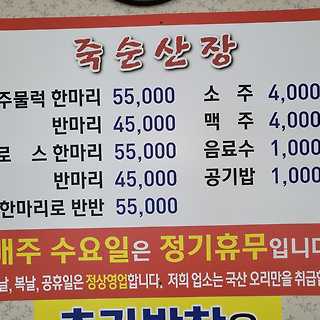 죽순산장
주물럭 한마리 55,000 소 주 4,000
반마리 45,000 맥 주 4,000
로 스 한마리 55,000 음료수 1,000
반마리 45,000 공기밥 1,000
한마리로 반반 55,000
매주 수요일은 정기휴무입니다
날, 복날, 공휴일은 정상영업합니다. 저희 업소는 국산 오리만을 취급